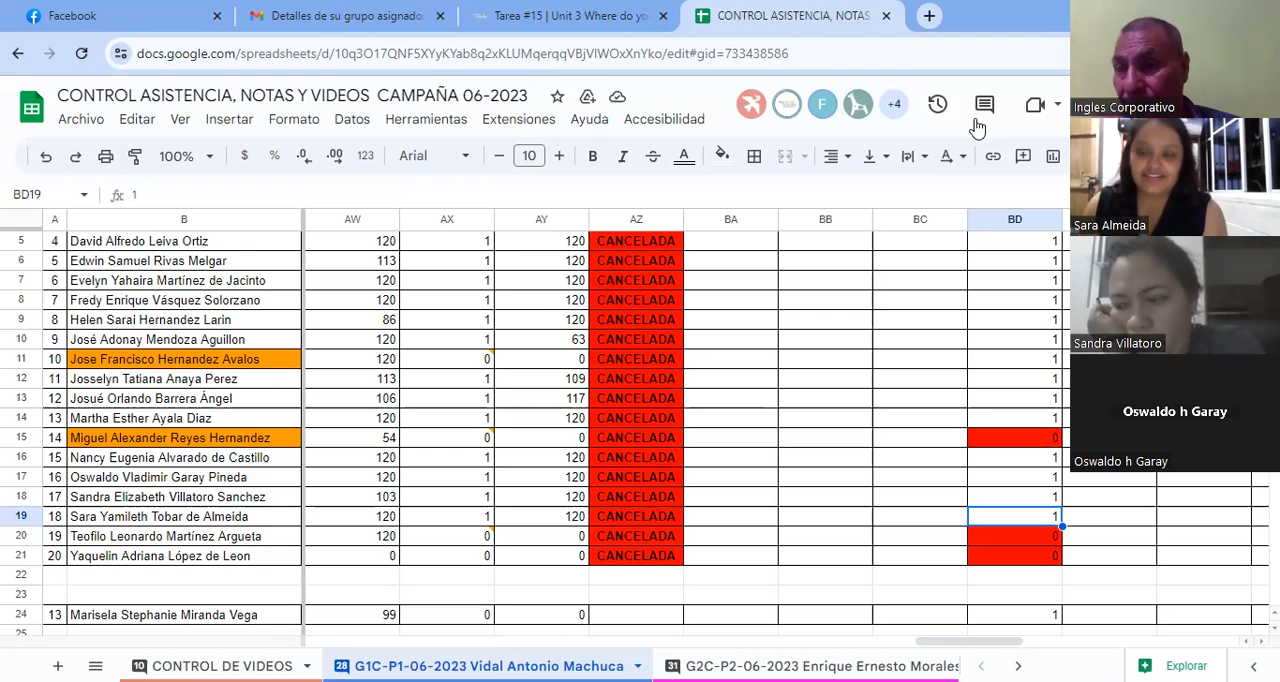 Facebook
Detalles de su grupo asignado
Tarea #15 | Unit 3 Where do yo
CONTROL ASISTENCIA, NOTAS
docs.google.com/spreadsheets/d/10q3O17QNF5XYyKYab8q2xKLUMqerqqVBjVIWOxXnYko/edit#gid=733438586
CONTROL ASISTENCIA, NOTAS Y VIDEOS CAMPAÑA 06-2023
Archivo Editar Ver Insertar Formato Datos Herramientas Extensiones Ayuda Accesibilidad
F +4
100% $ % .0 .00 123 Arial 10 B I A
BD19 fx 1
A B AW AX AY AZ BA BB BC BD
5 4 David Alfredo Leiva Ortiz 120 1 120 CANCELADA 1
6 5 Edwin Samuel Rivas Melgar 113 1 120 CANCELADA 1
7 6 Evelyn Yahaira Martínez de Jacinto 120 1 120 CANCELADA 1
8 7 Fredy Enrique Vásquez Solorzano 120 1 120 CANCELADA 1
9 8 Helen Sarai Hernandez Larin 86 1 120 CANCELADA 1
10 9 José Adonay Mendoza Aguillon 120 1 63 CANCELADA 1
11 10 Jose Francisco Hernandez Avalos 120 0 0 CANCELADA 1
12 11 Josselyn Tatiana Anaya Perez 113 1 109 CANCELADA 1
13 12 Josué Orlando Barrera Ángel 106 1 117 CANCELADA 1
14 13 Martha Esther Ayala Diaz 120 1 120 CANCELADA 1
15 14 Miguel Alexander Reyes Hernandez 54 0 0 CANCELADA 0
16 15 Nancy Eugenia Alvarado de Castillo 120 1 120 CANCELADA 1
17 16 Oswaldo Vladimir Garay Pineda 120 1 120 CANCELADA 1
18 17 Sandra Elizabeth Villatoro Sanchez 103 1 120 CANCELADA 1
19 18 Sara Yamileth Tobar de Almeida 120 1 120 CANCELADA 1
20 19 Teofilo Leonardo Martínez Argueta 120 0 0 CANCELADA 0
21 20 Yaquelin Adriana López de Leon 0 0 0 CANCELADA 0
22
23
24 13 Marisela Stephanie Miranda Vega 99 0 0 1
25
10 CONTROL DE VIDEOS 28 G1C-P1-06-2023 Vidal Antonio Machuca 31 G2C-P2-06-2023 Enrique Ernesto Morales Explorar
Ingles Corporativo
Sara Almeida
Sandra Villatoro
Oswaldo h Garay
Oswaldo h Garay